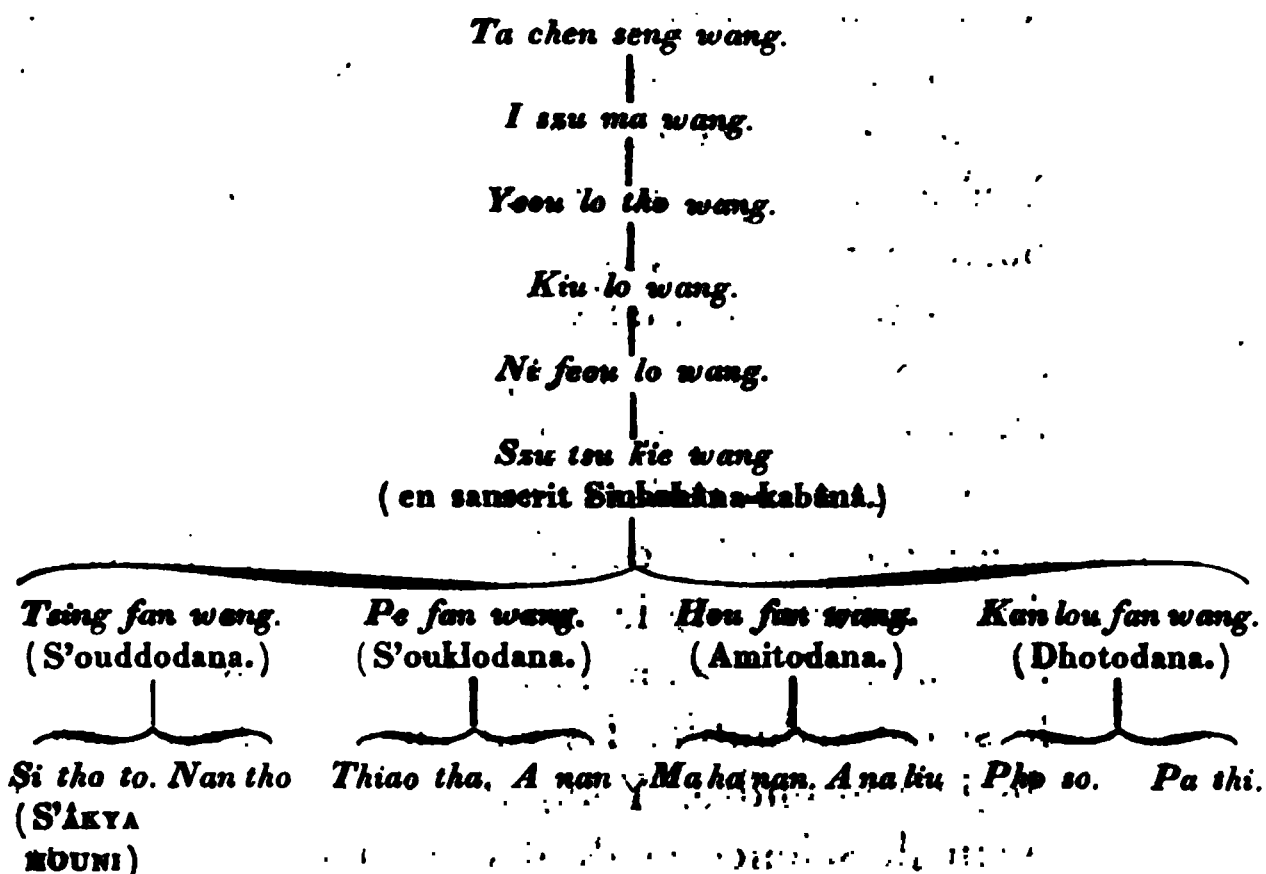 Ta chen seng wang.
I szu ma wang.
Yeou lo tho wang.
Kiu lo wang.
Ni feou lo wang.
Szu tsu kie wang
( en sanscrit Sinhahâna-kabânâ.)
Tsing fan wang. Pe fan wang. Hou fan wang. Kan lou fan wang.
(S'ouddodana.) (S'ouklodana.) (Amitodana.) (Dhotodana.)
Si tho to. Nan tho Thiao tha. A nan Ma ha nan. A na liu Pho so. Pa thi.
(S'ÂKYA
MOUNI)